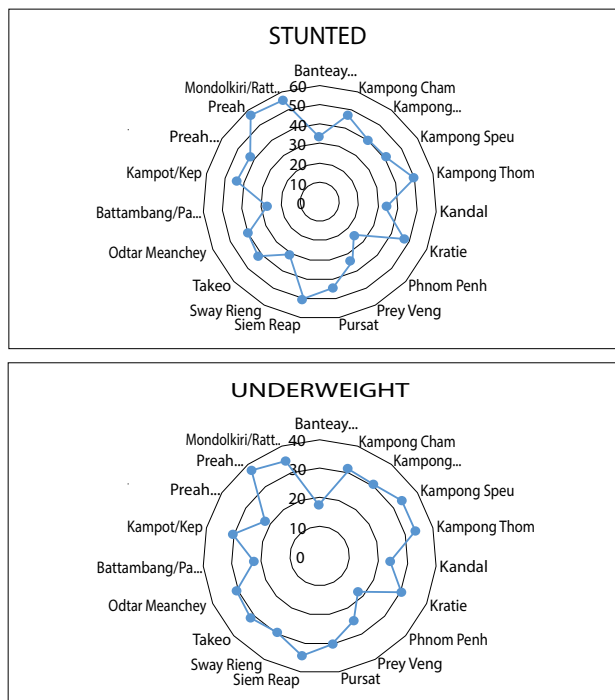 STUNTED
Banteay...
Kampong Cham
Kampong...
Kampong Speu
Kampong Thom
Kandal
Kratie
Phnom Penh
Prey Veng
Pursat
Siem Reap
Sway Rieng
Takeo
Odtar Meanchey
Battambang/Pa...
Kampot/Kep
Preah...
Preah
Mondolkiri/Ratt..
60
50
40
30
20
10
0
UNDERWEIGHT
Banteay...
Kampong Cham
Kampong...
Kampong Speu
Kampong Thom
Kandal
Kratie
Phnom Penh
Prey Veng
Pursat
Siem Reap
Sway Rieng
Takeo
Odtar Meanchey
Battambang/Pa...
Kampot/Kep
Preah...
Preah...
Mondolkiri/Ratt..
40
30
20
10
0